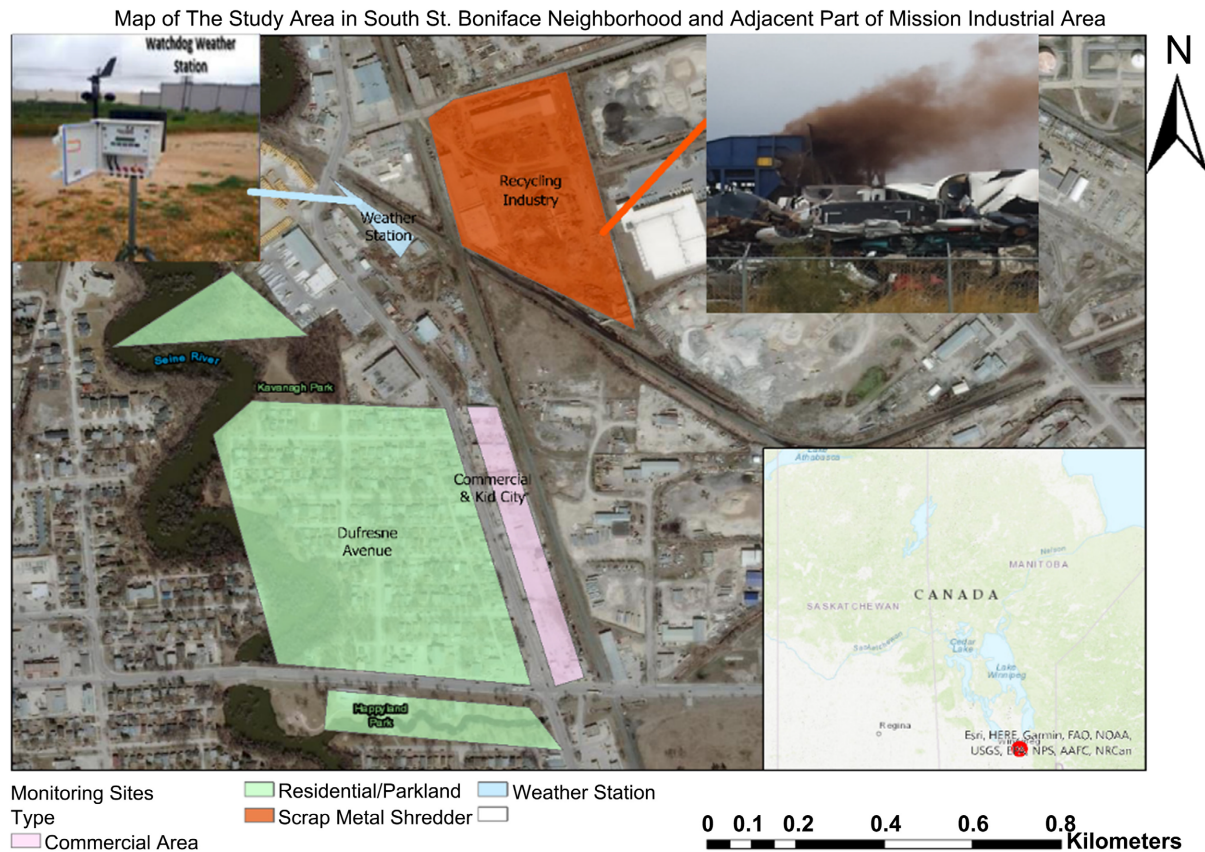 Map of The Study Area in South St. Boniface Neighborhood and Adjacent Part of Mission Industrial Area
Watchdog Weather
Station
N
Recycling
Industry
Weather
Station
Seine River
Kavanagh Park
Commercial
& Kid City
Dufresne
Avenue
Happyland
Park
Lake
Athabasca
Nelson
MANITOBA
CANADA
SASKATCHEWAN
Cedar
Lake
Lake
Winnipeg
Regina
Esri, HERE, Garmin, FAO, NOAA,
USGS, NPS, AAFC, NRCan
Monitoring Sites
Type
Commercial Area
Residential/Parkland
Scrap Metal Shredder
Weather Station
0 0.1 0.2 0.4 0.6 0.8
Kilometers